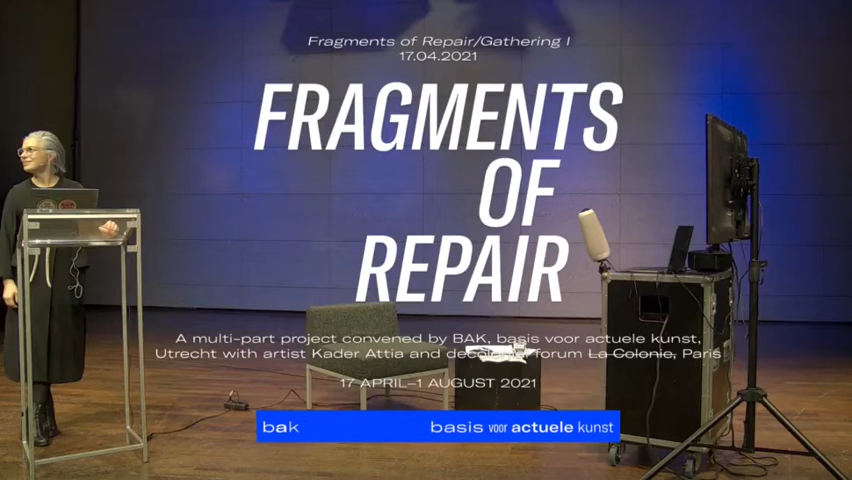 Fragments of Repair/Gathering I
17.04.2021
FRAGMENTS
OF
REPAIR
A multi-part project convened by BAK, basis voor actuele kunst,
Utrecht with artist Kader Attia and decolonial forum La Colonie, Paris
17 APRIL–1 AUGUST 2021
bak basis voor actuele kunst